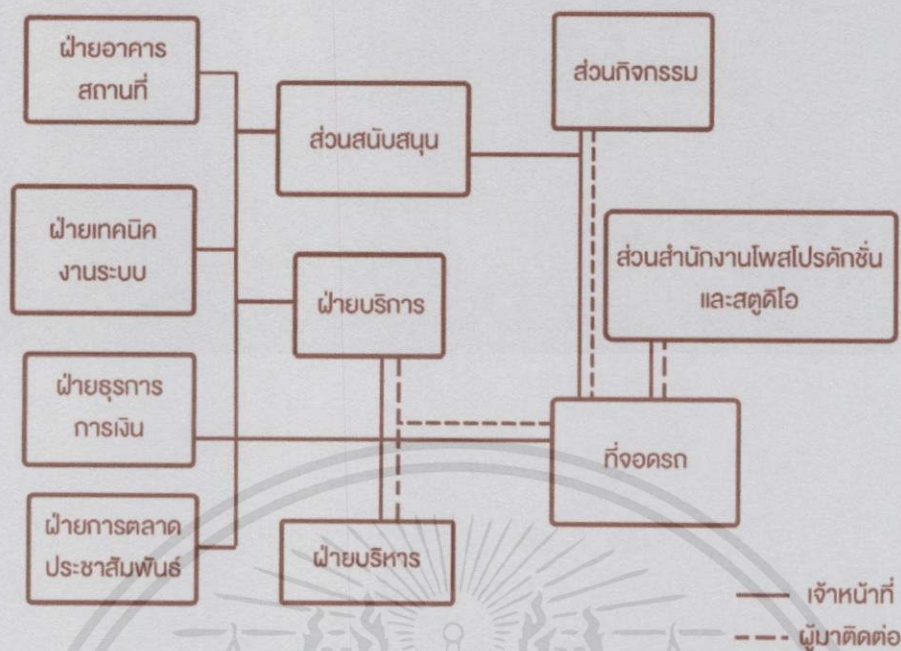 ฝ่ายอาคาร
สถานที่
ส่วนกิจกรรม
ส่วนสนับสนุน
ฝ่ายเทคนิค
งานระบบ
ส่วนสำนักงานโพสโปรดักชั่น
และสตูดิโอ
ฝ่ายบริการ
ฝ่ายธุรการ
การเงิน
ที่จอดรถ
ฝ่ายการตลาด
ประชาสัมพันธ์
ฝ่ายบริหาร
เจ้าหน้าที่
ผู้มาติดต่อ